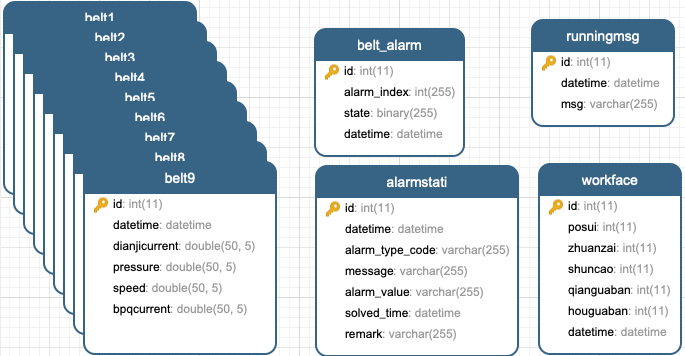 belt1
belt2
belt3
belt4
belt5
belt6
belt7
belt8
belt9
id: int(11)
datetime: datetime
dianjicurrent: double(50, 5)
pressure: double(50, 5)
speed: double(50, 5)
bpqcurrent: double(50, 5)
belt_alarm
id: int(11)
alarm_index: int(255)
state: binary(255)
datetime: datetime
runningmsg
id: int(11)
datetime: datetime
msg: varchar(255)
alarmstati
id: int(11)
datetime: datetime
alarm_type_code: varchar(255)
message: varchar(255)
alarm_value: varchar(255)
solved_time: datetime
remark: varchar(255)
workface
id: int(11)
posui: int(11)
zhuanzai: int(11)
shuncao: int(11)
qianguaban: int(11)
houguaban: int(11)
datetime: datetime